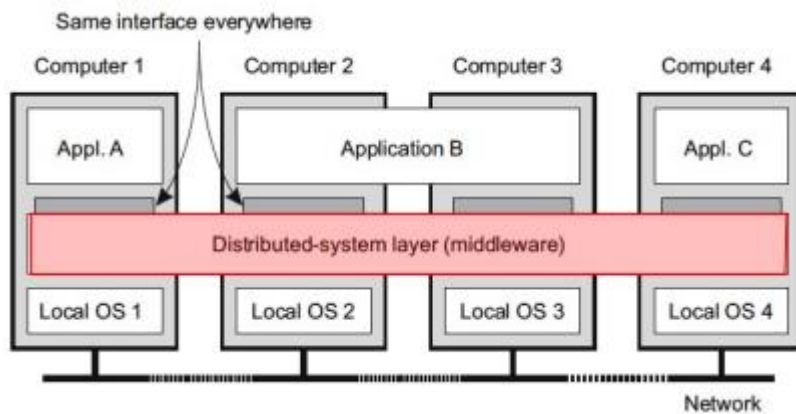 Same interface everywhere
Computer 1 Computer 2 Computer 3 Computer 4
Appl. A Application B Appl. C
Distributed-system layer (middleware)
Local OS 1 Local OS 2 Local OS 3 Local OS 4
Network